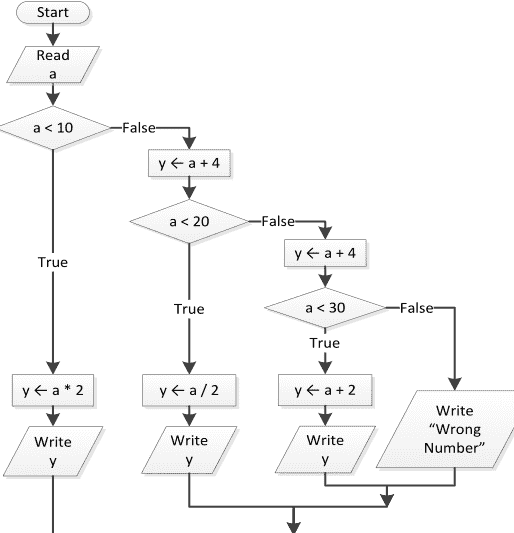 Start
Read
a
a < 10
False
y ← a + 4
a < 20
False
y ← a + 4
True
a < 30
False
True
True
y ← a * 2
y ← a / 2
y ← a + 2
Write
y
Write
y
Write
y
Write
“Wrong
Number”